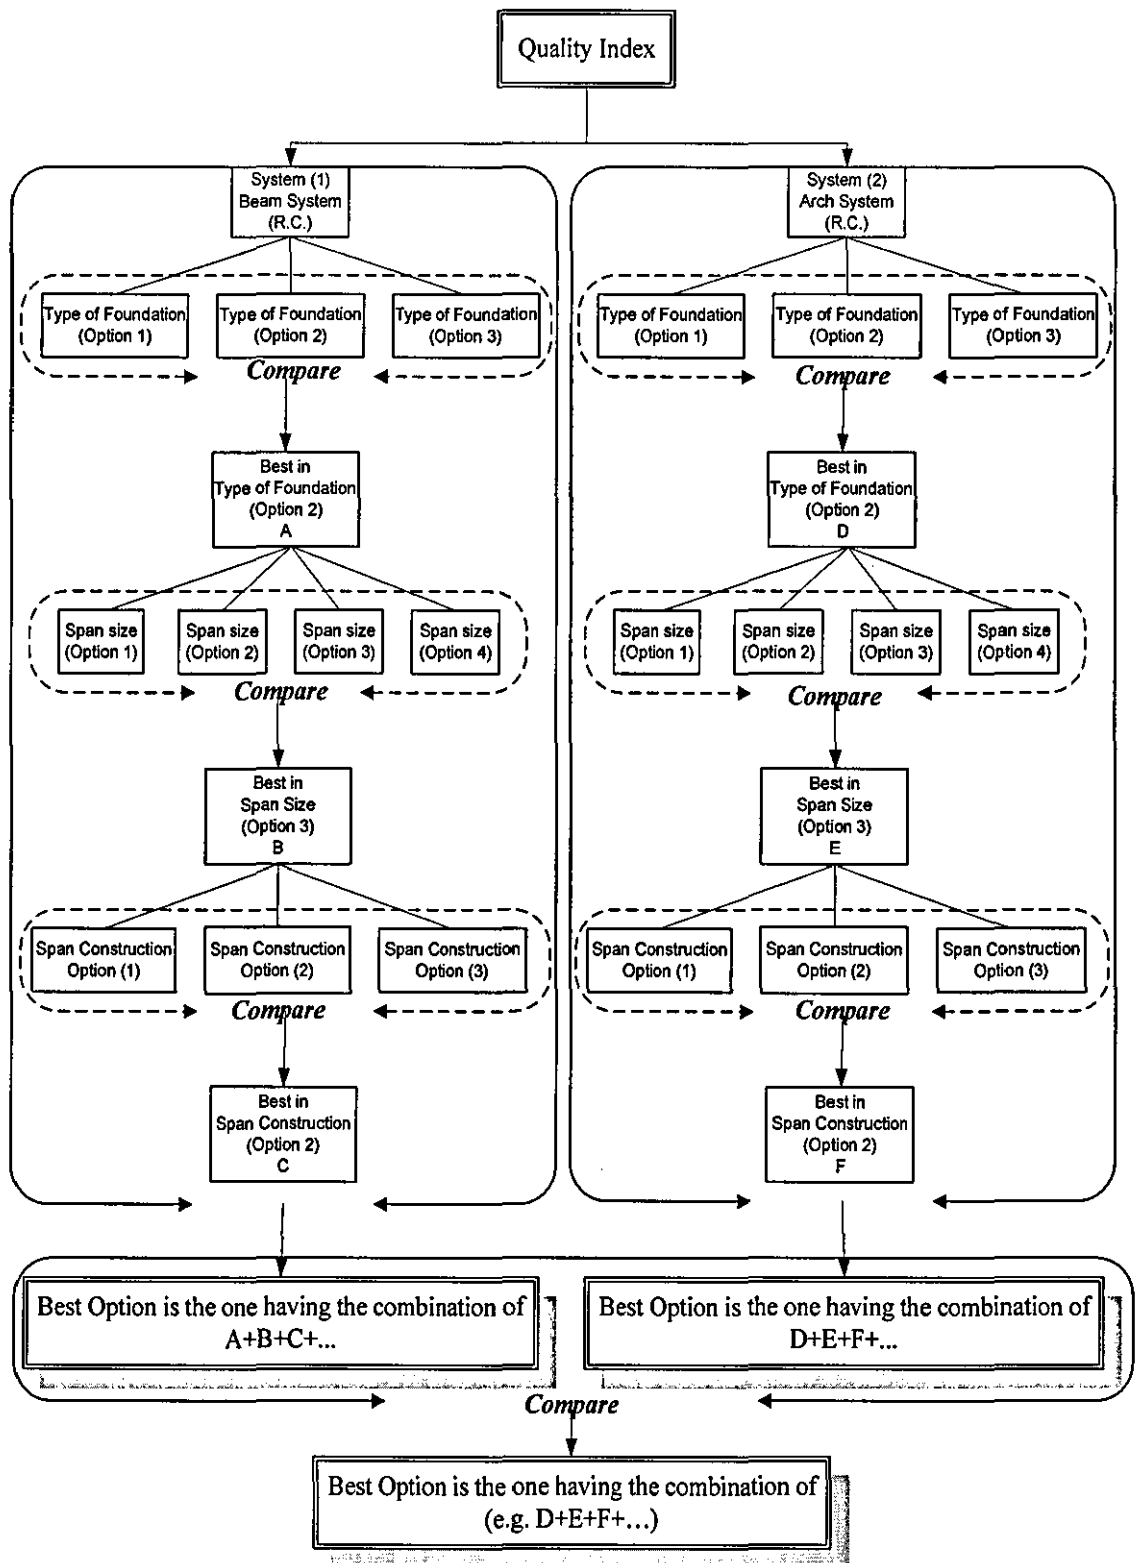 Quality Index
System (1)
Beam System
(R.C.)
System (2)
Arch System
(R.C.)
Type of Foundation
(Option 1)
Type of Foundation
(Option 2)
Type of Foundation
(Option 3)
Compare
Type of Foundation
(Option 1)
Type of Foundation
(Option 2)
Type of Foundation
(Option 3)
Compare
Best in
Type of Foundation
(Option 2)
A
Best in
Type of Foundation
(Option 2)
D
Span size
(Option 1)
Span size
(Option 2)
Span size
(Option 3)
Span size
(Option 4)
Compare
Span size
(Option 1)
Span size
(Option 2)
Span size
(Option 3)
Span size
(Option 4)
Compare
Best in
Span Size
(Option 3)
B
Best in
Span Size
(Option 3)
E
Span Construction
Option (1)
Span Construction
Option (2)
Span Construction
Option (3)
Compare
Span Construction
Option (1)
Span Construction
Option (2)
Span Construction
Option (3)
Compare
Best in
Span Construction
(Option 2)
C
Best in
Span Construction
(Option 2)
F
Best Option is the one having the combination of
A+B+C+...
Best Option is the one having the combination of
D+E+F+...
Compare
Best Option is the one having the combination of
(e.g. D+E+F+...)